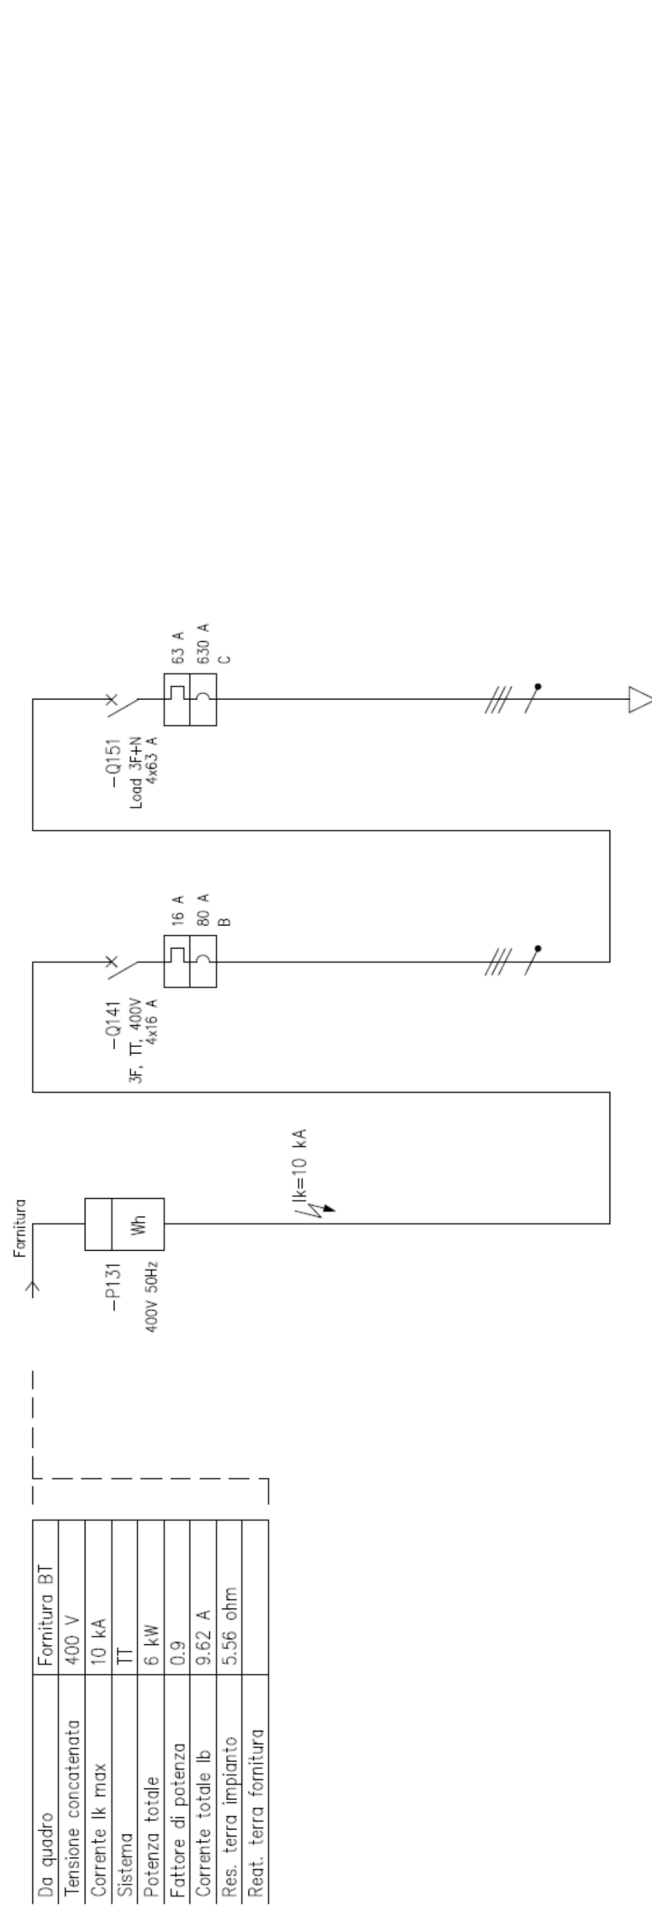 Da quadro Fornitura BT
Tensione concatenata 400 V
Corrente Ik max 10 kA
Sistema TT
Potenza totale 6 kW
Fattore di potenza 0.9
Corrente totale Ib 9.62 A
Res. terra impianto 5.56 ohm
Reat. terra fornitura
Fornitura
-P131
400V 50Hz
Wh
Ik=10 kA
-Q141
3F, TT, 400V
4x16 A
16 A
80 A
B
-Q151
Load 3F+N
4x63 A
63 A
630 A
C